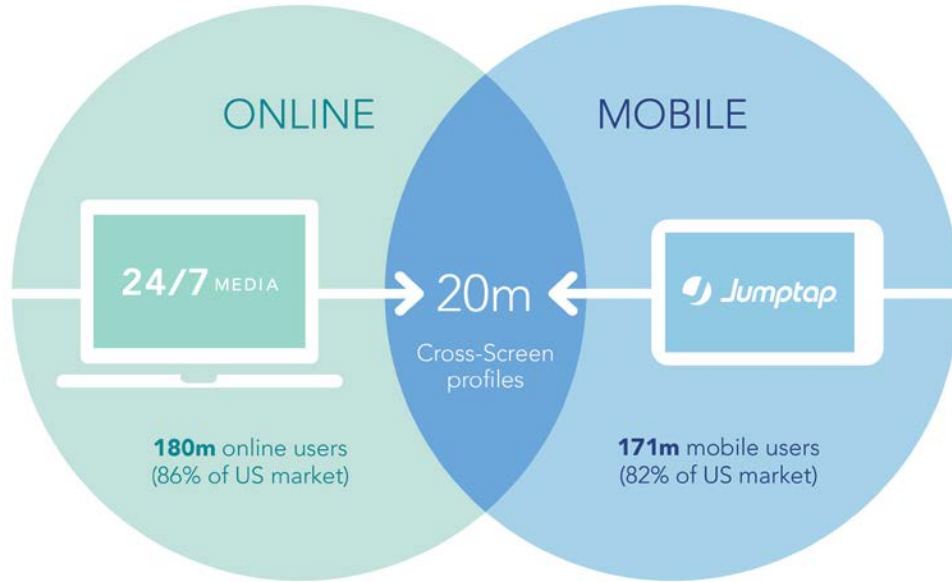 ONLINE
MOBILE
24/7 MEDIA
20m
Cross-Screen
profiles
Jumptap
180m online users
(86% of US market)
171m mobile users
(82% of US market)